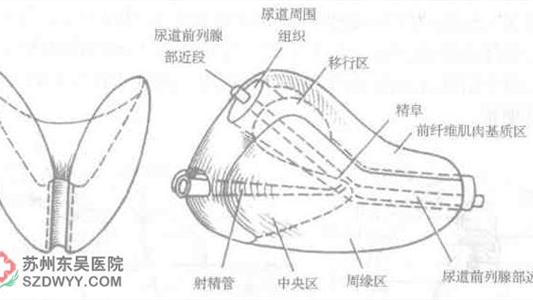 尿道周围
组织
尿道前列腺
部近段
移行区
精阜
前纤维肌肉基质区
射精管
中央区
周缘区
尿道前列腺部远
苏州东吴医院
SZDWYY.COM